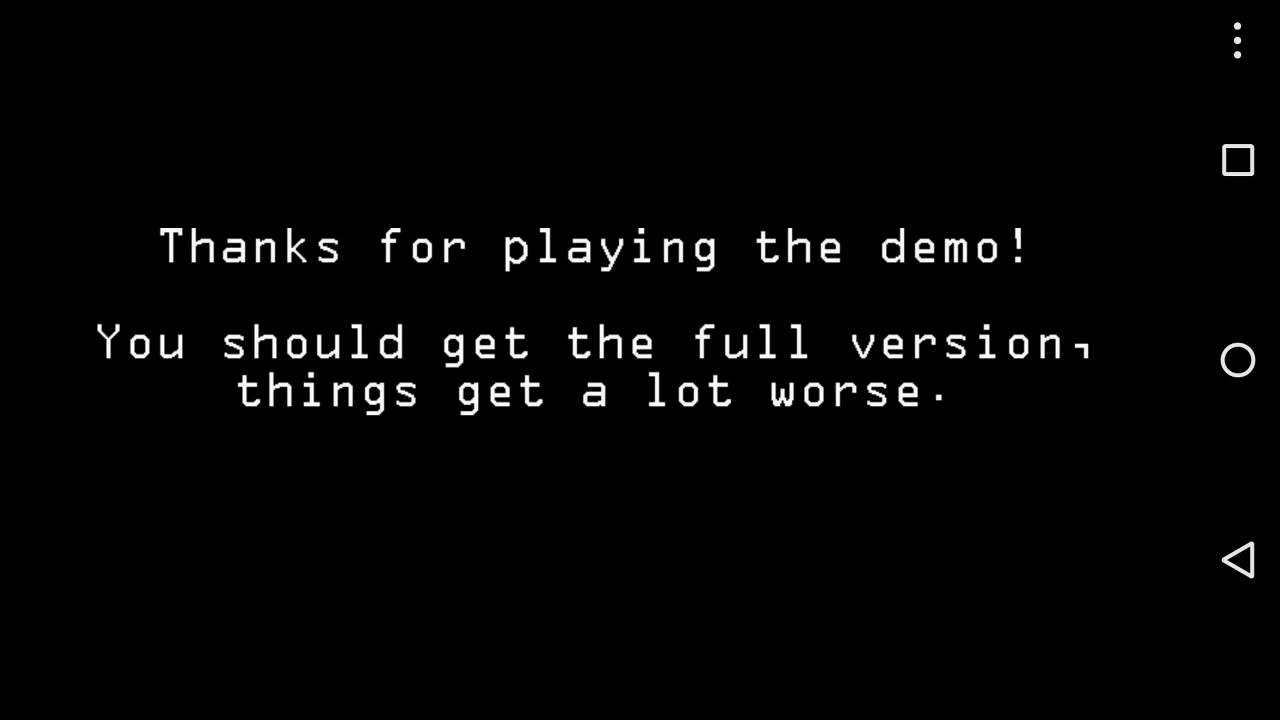 Thanks for playing the demo!
You should get the full version,
things get a lot worse.